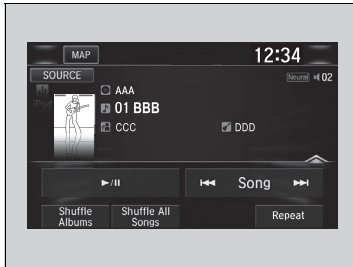 MAP
12:34
SOURCE
Neural
02
iPod
AAA
01 BBB
CCC
DDD
Song
Shuffle Albums
Shuffle All Songs
Repeat